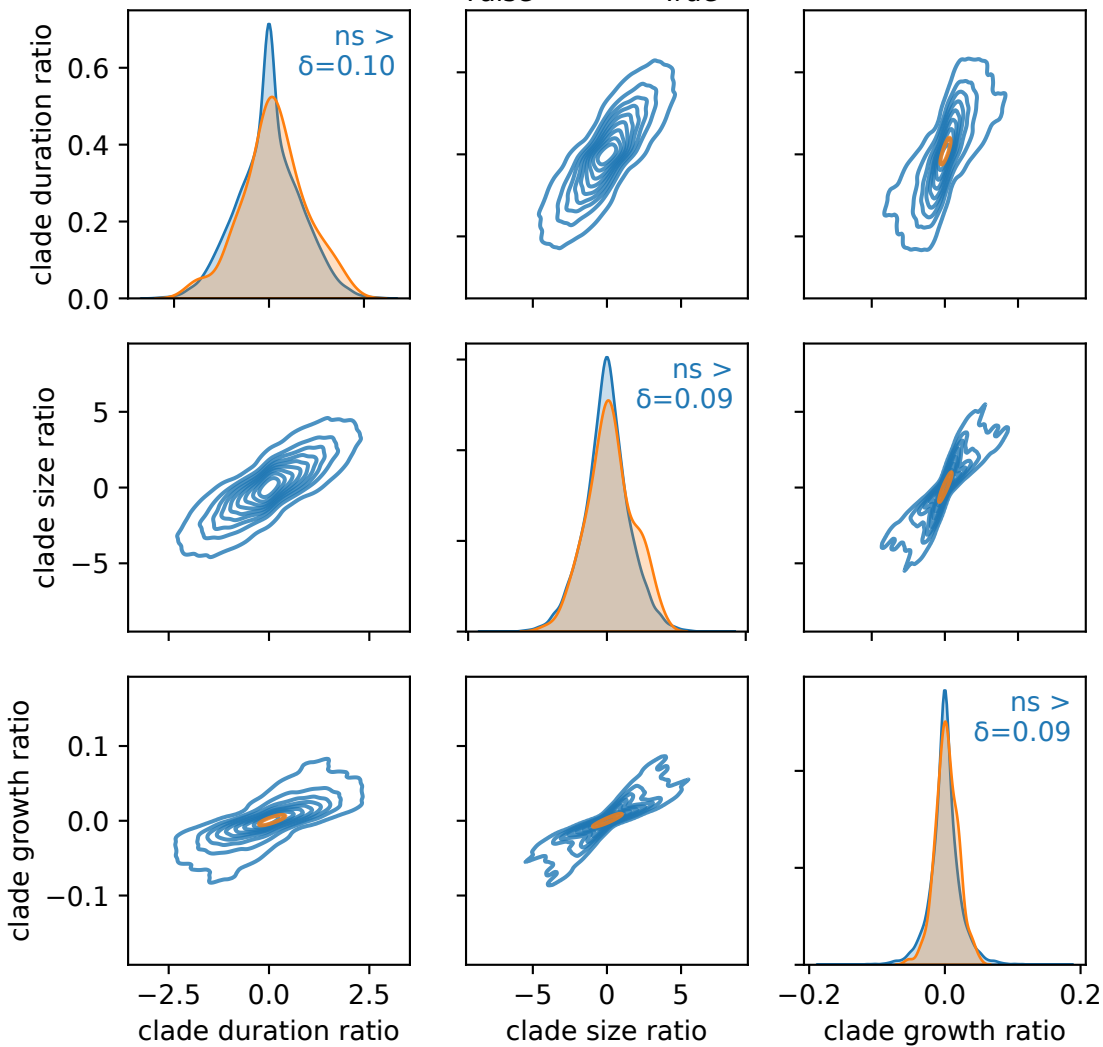 clade duration ratio
0.6
0.4
0.2
0.0
ns >
δ=0.10
clade size ratio
5
0
−5
ns >
δ=0.09
clade growth ratio
0.1
0.0
−0.1
ns >
δ=0.09
−2.5 0.0 2.5
−5 0 5
−0.2 0.0 0.2
clade duration ratio
clade size ratio
clade growth ratio